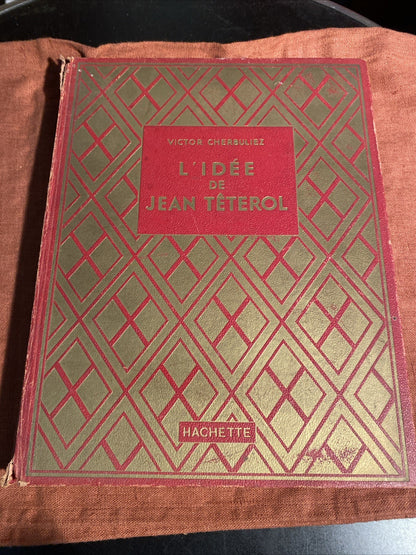 VICTOR CHERBULIEZ
L'IDÉE
DE
JEAN TÊTEROL
HACHETTE